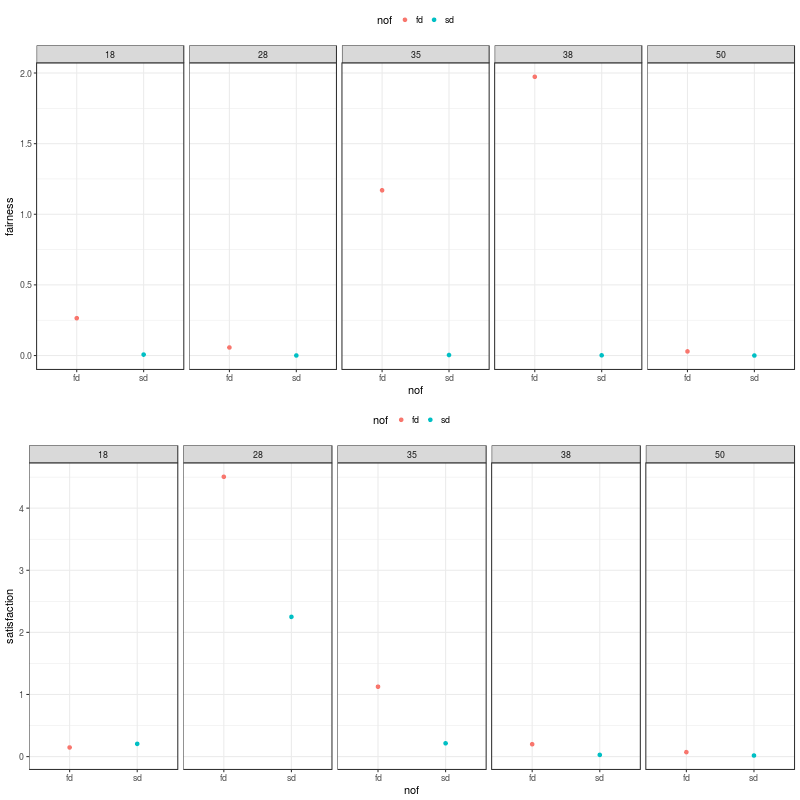 nof fd sd
18 28 35 38 50
2.0
1.5
1.0
0.5
0.0
fairness
fd sd fd sd fd sd fd sd fd sd
nof
nof fd sd
18 28 35 38 50
4
3
2
1
0
satisfaction
fd sd fd sd fd sd fd sd fd sd
nof